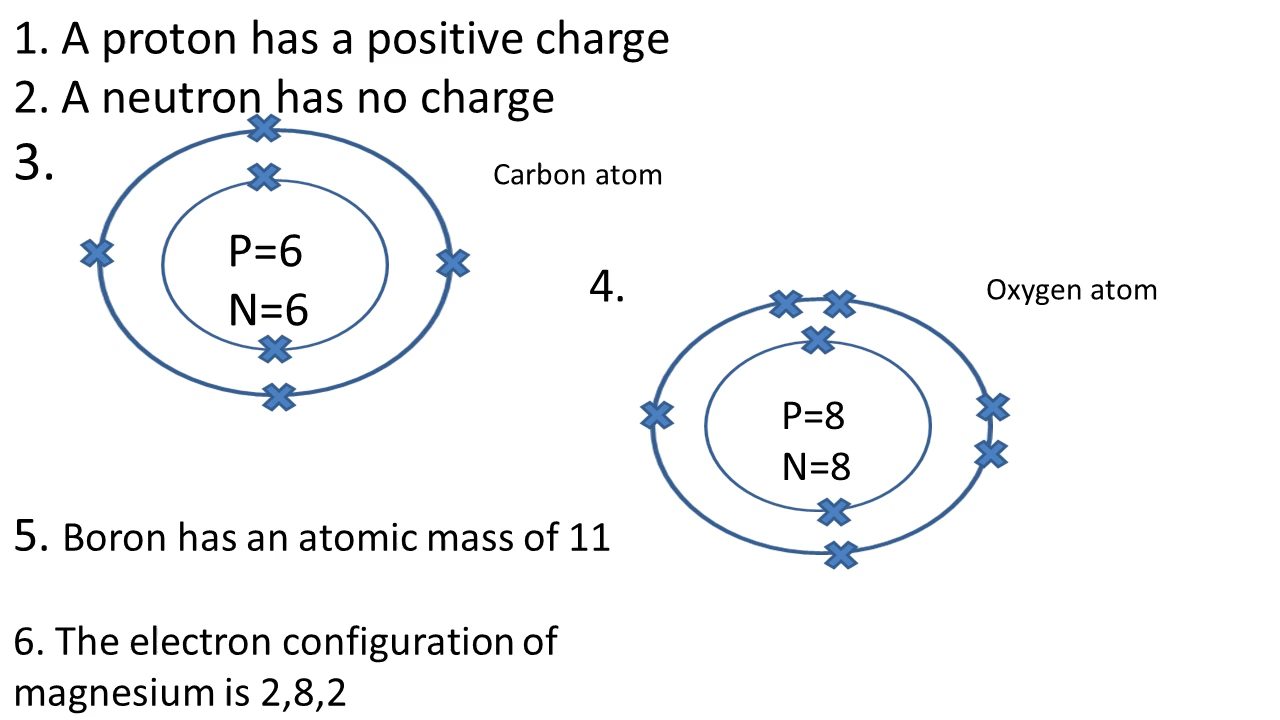 1. A proton has a positive charge
2. A neutron has no charge
3.
Carbon atom
P=6
N=6
4.
Oxygen atom
P=8
N=8
5. Boron has an atomic mass of 11
6. The electron configuration of
magnesium is 2,8,2